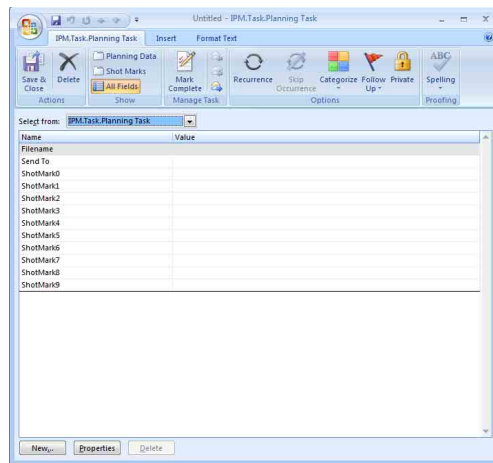 Untitled - IPM.Task.Planning Task
IPM.Task.Planning Task Insert Format Text
Save & Close
Delete
Planning Data
Shot Marks
All Fields
Mark Complete
Recurrence
Skip Occurrence
Categorize
Follow Up
Private
ABC
Spelling
Actions Show Manage Task Options Proofing
Select from: IPM.Task.Planning Task
Name Value
Filename
Send To
ShotMark0
ShotMark1
ShotMark2
ShotMark3
ShotMark4
ShotMark5
ShotMark6
ShotMark7
ShotMark8
ShotMark9
New... Properties Delete